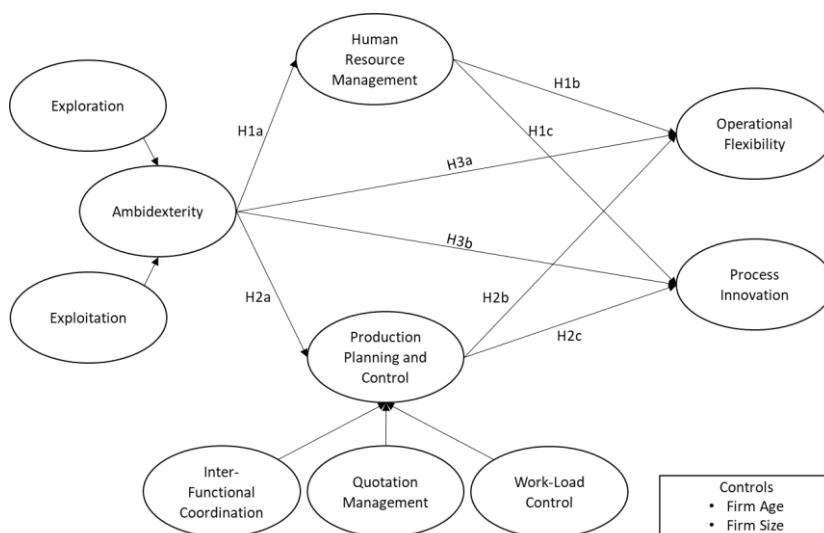 Human
Resource
Management
Exploration
H1a
H1b
H1c
Operational
Flexibility
H3a
Ambidexterity
H3b
Exploitation
H2a
H2b
H2c
Process
Innovation
Production
Planning and
Control
Inter-
Functional
Coordination
Quotation
Management
Work-Load
Control
Controls
• Firm Age
• Firm Size